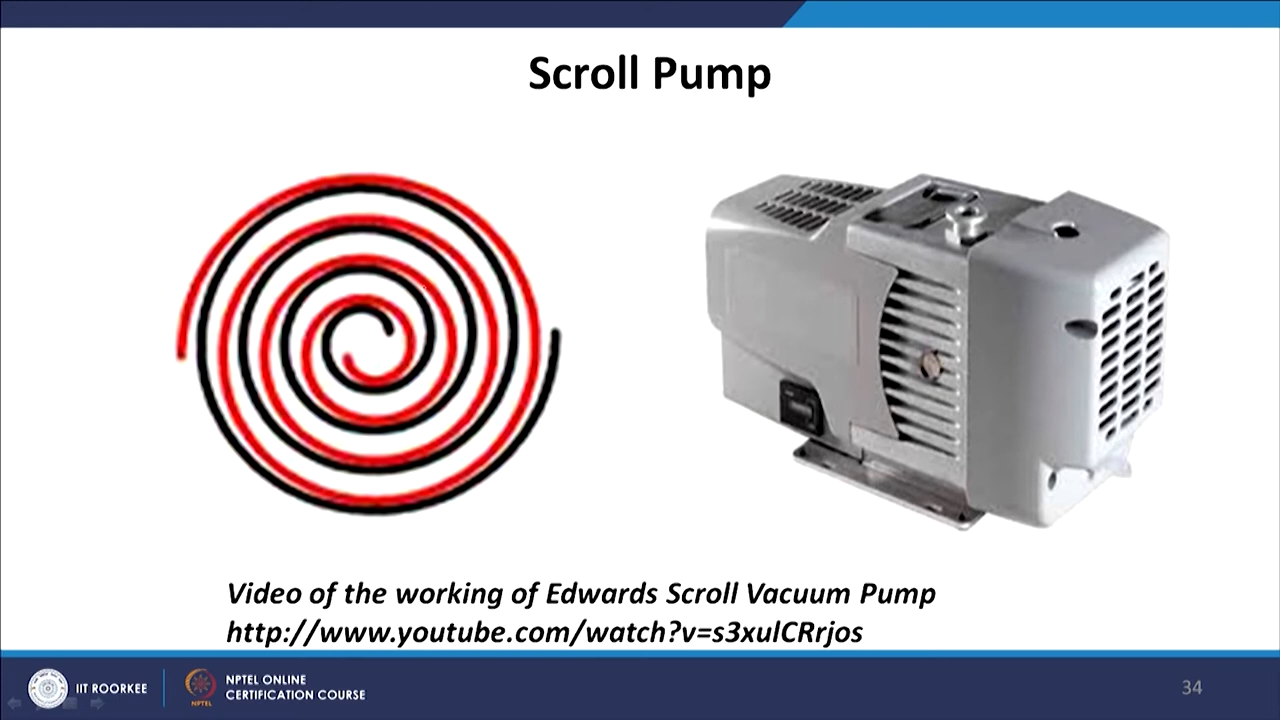 Scroll Pump
Video of the working of Edwards Scroll Vacuum Pump
http://www.youtube.com/watch?v=s3xulCRrjos
IIT ROORKEE
NPTEL
NPTEL ONLINE
CERTIFICATION COURSE
34